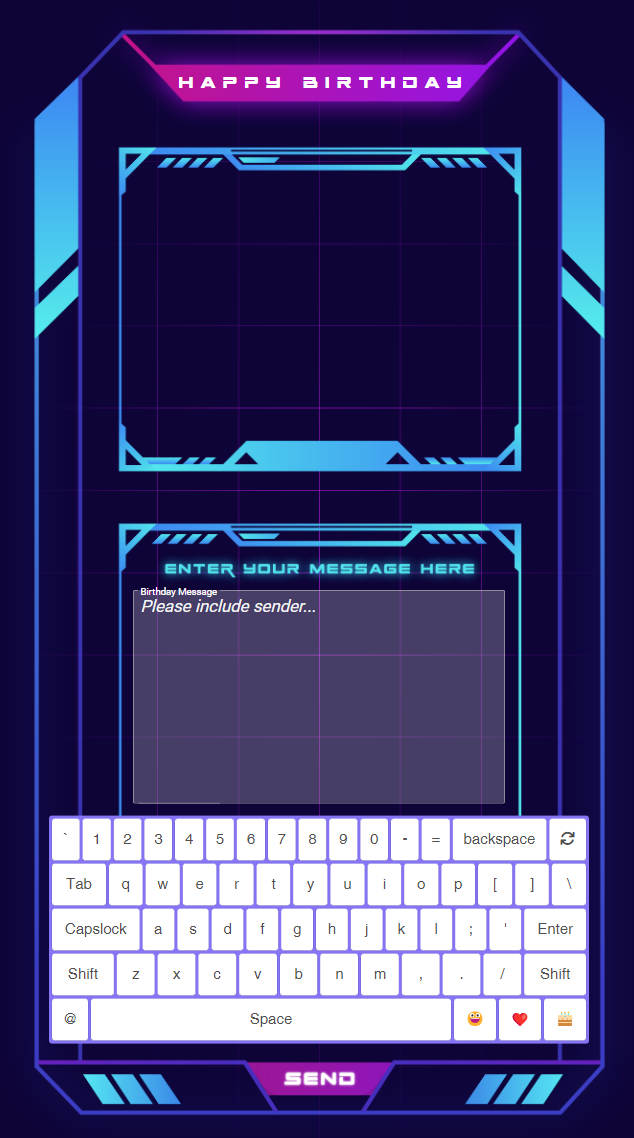 HAPPY BIRTHDAY
ENTER YOUR MESSAGE HERE
Birthday Message
Please include sender...
` 1 2 3 4 5 6 7 8 9 0 - = backspace
Tab q w e r t y u i o p [ ] \
Capslock a s d f g h j k l ; ' Enter
Shift z x c v b n m , . / Shift
@ Space 😀 ❤️ 🎂
SEND